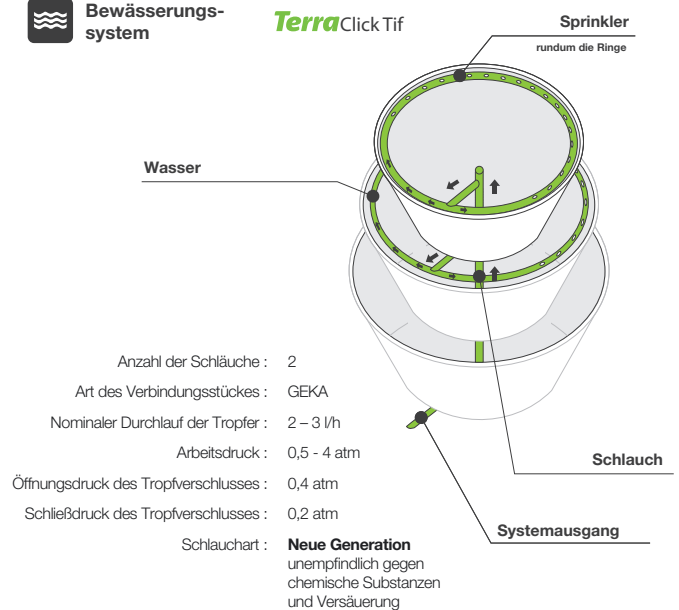 Bewässerungs-
system
TerraClick Tif
Sprinkler
rundum die Ringe
Wasser
Anzahl der Schläuche : 2
Art des Verbindungsstückes : GEKA
Nominaler Durchlauf der Tropfer : 2 – 3 l/h
Arbeitsdruck : 0,5 - 4 atm
Öffnungsdruck des Tropfverschlusses : 0,4 atm
Schließdruck des Tropfverschlusses : 0,2 atm
Schlauchart : Neue Generation
unempfindlich gegen
chemische Substanzen
und Versäuerung
Schlauch
Systemausgang